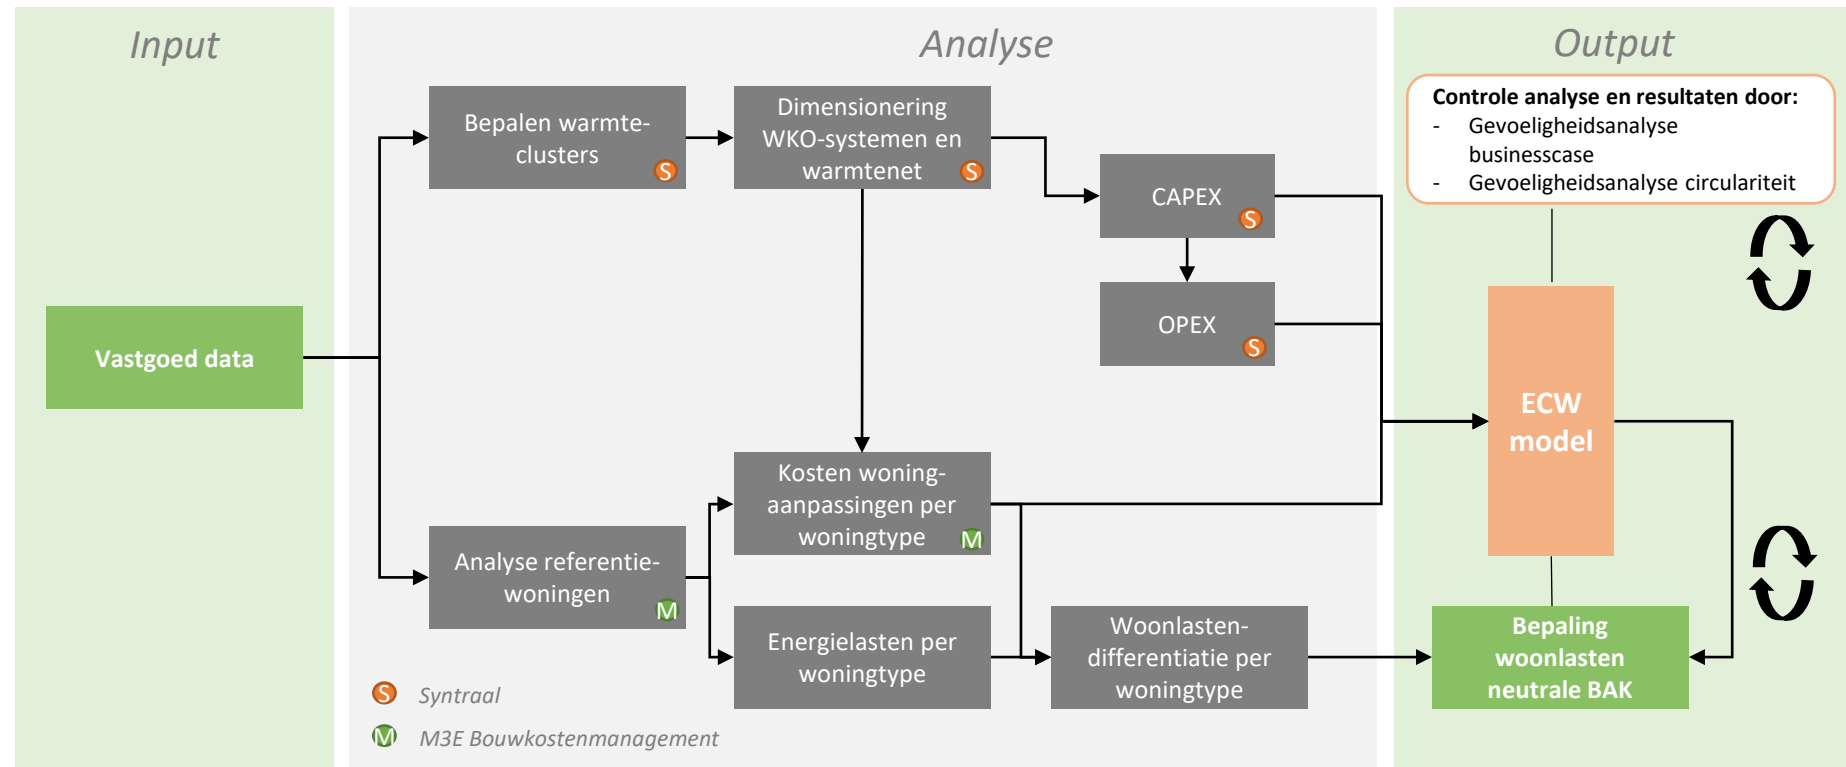 Input
Analyse
Output
Vastgoed data
Bepalen warmte-
clusters
S
Dimensionering
WKO-systemen en
warmtenet
S
CAPEX
S
OPEX
S
Analyse referentie-
woningen
M
Kosten woning-
aanpassingen per
woningtype
M
Energielasten per
woningtype
Woonlasten-
differentiatie per
woningtype
S Syntraal
M M3E Bouwkostenmanagement
Controle analyse en resultaten door:
- Gevoeligheidsanalyse
businesscase
- Gevoeligheidsanalyse circulariteit
ECW
model
Bepaling
woonlasten
neutrale BAK